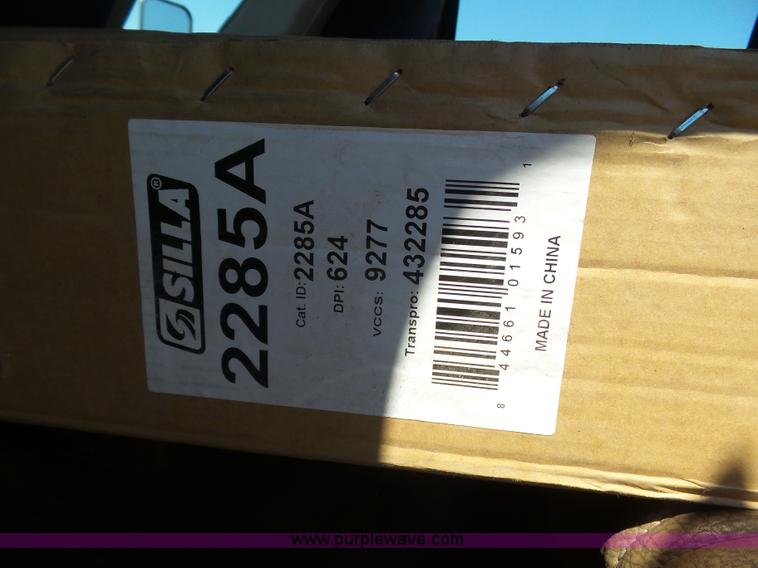 SILLA®
2285A
Cat. ID: 2285A
DPI: 624
VCCS: 9277
Transpro: 432285
8 44661 01593 1
MADE IN CHINA
www.purplewave.com